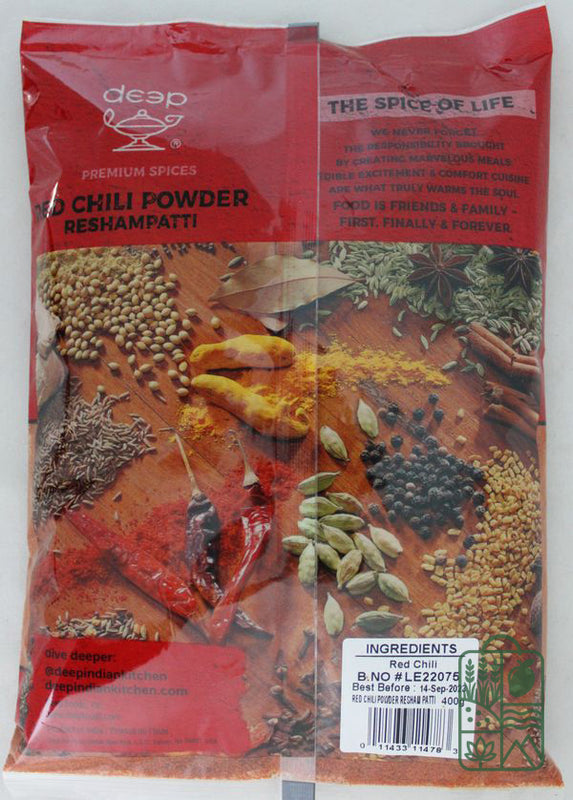 deep
®
PREMIUM SPICES
RED CHILI POWDER
RESHAMPATTI
THE SPICE OF LIFE
WE NEVER FORGET
THE RESPONSIBILITY BROUGHT
BY CREATING MARVELOUS MEALS.
EDIBLE EXCITEMENT & COMFORT CUISINE
ARE WHAT TRULY WARMS THE SOUL.
FOOD IS FRIENDS & FAMILY –
FIRST, FINALLY & FOREVER.
dive deeper:
@deepindiankitchen
deepindiankitchen.com
INGREDIENTS
Red Chili
B.NO #LE22075
Best Before : 14-Sep-
RED CHILI POWDER RESHAM PATTI 400g
0 11433 11478 3